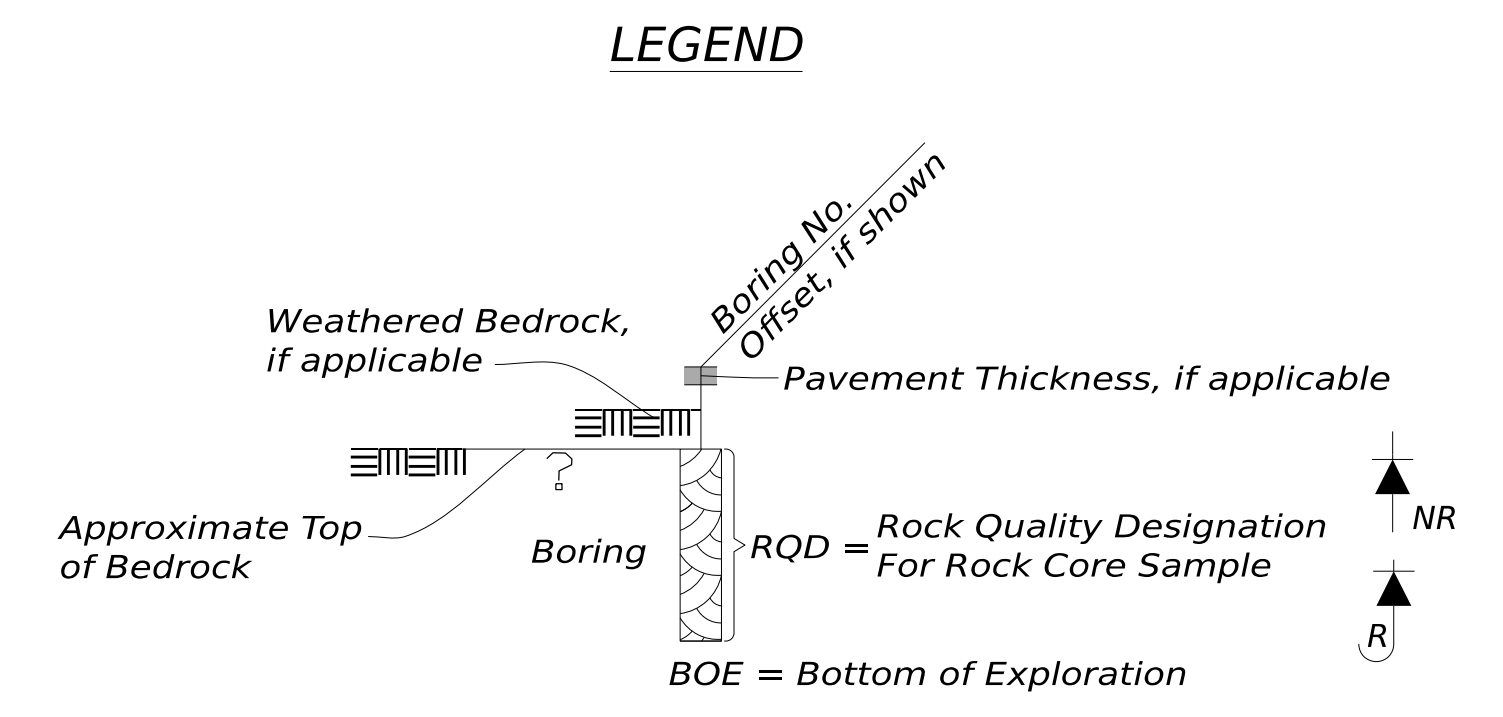 LEGEND
Boring No.
Offset, if shown
Weathered Bedrock,
if applicable
Pavement Thickness, if applicable
?
Approximate Top
of Bedrock
Boring
RQD =
Rock Quality Designation
For Rock Core Sample
NR
R
BOE = Bottom of Exploration